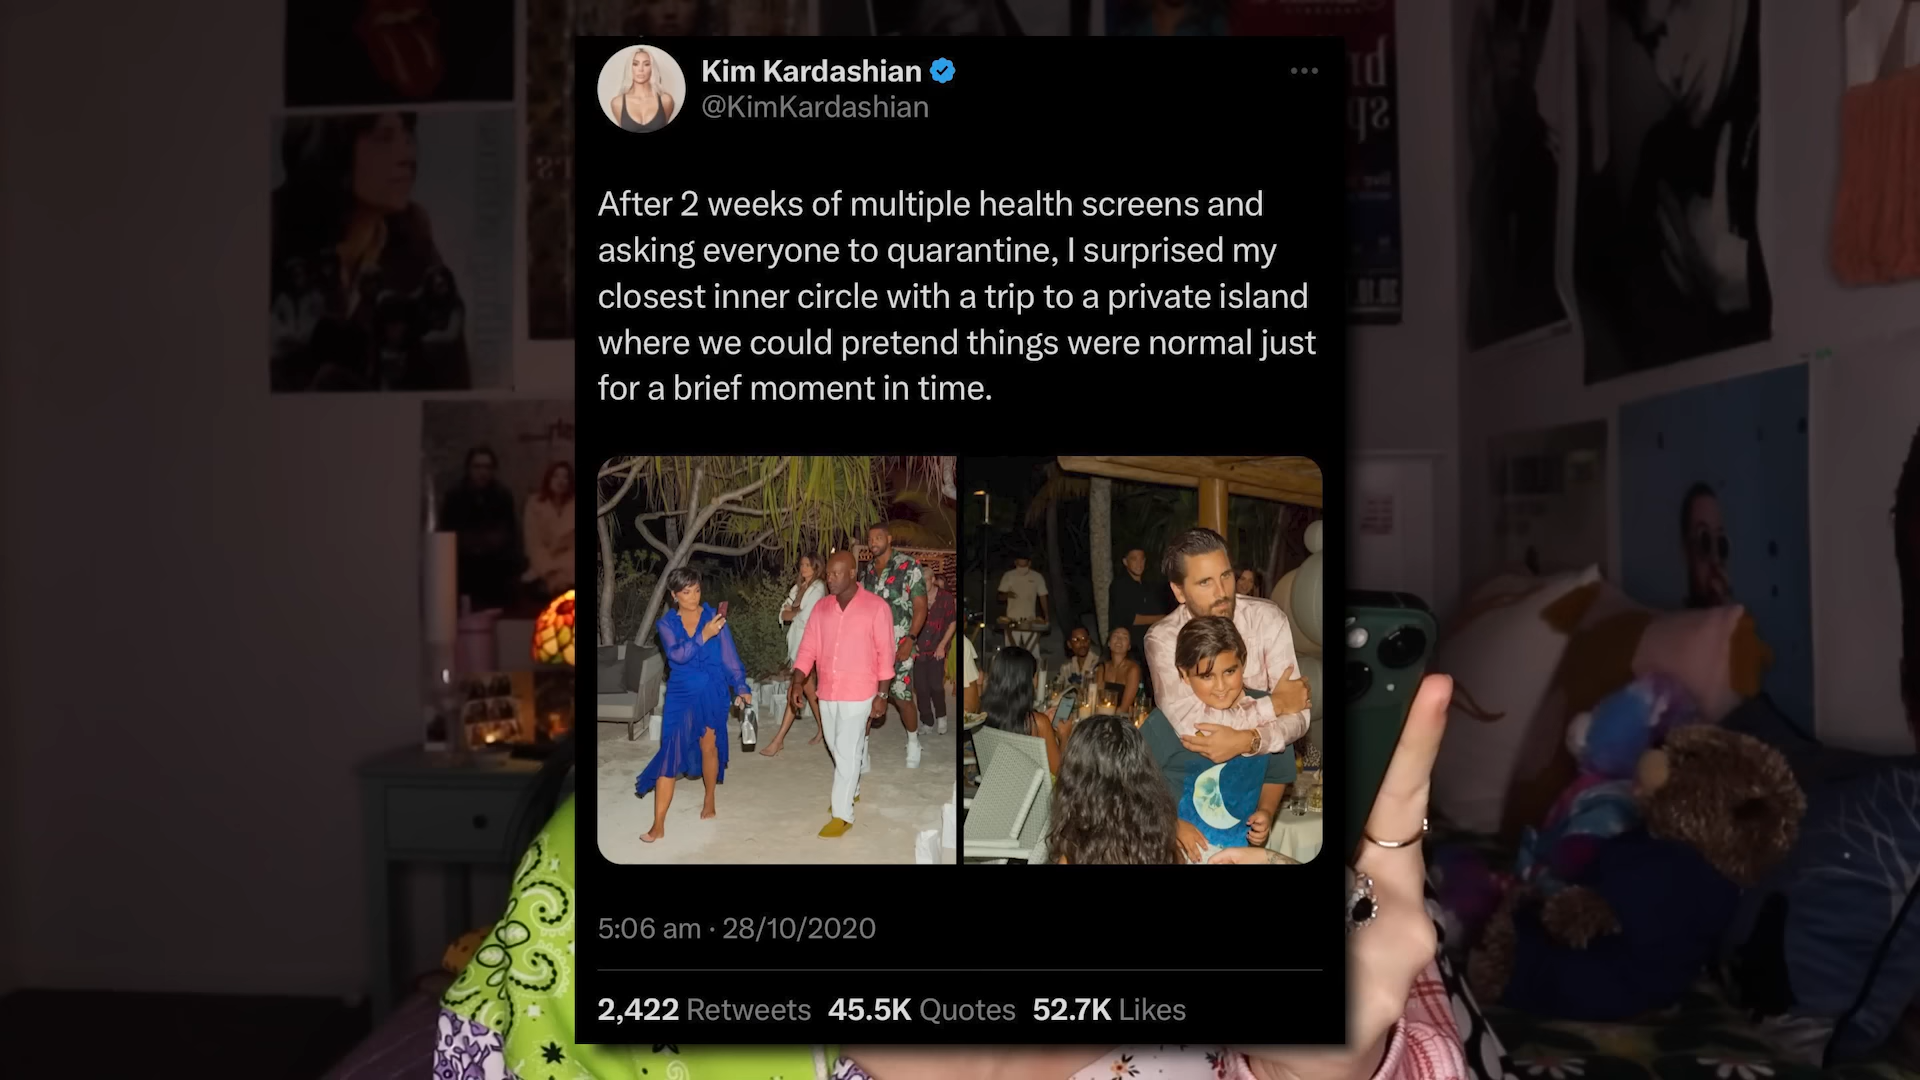 Kim Kardashian
@KimKardashian
After 2 weeks of multiple health screens and
asking everyone to quarantine, I surprised my
closest inner circle with a trip to a private island
where we could pretend things were normal just
for a brief moment in time.
5:06 am · 28/10/2020
2,422 Retweets 45.5K Quotes 52.7K Likes